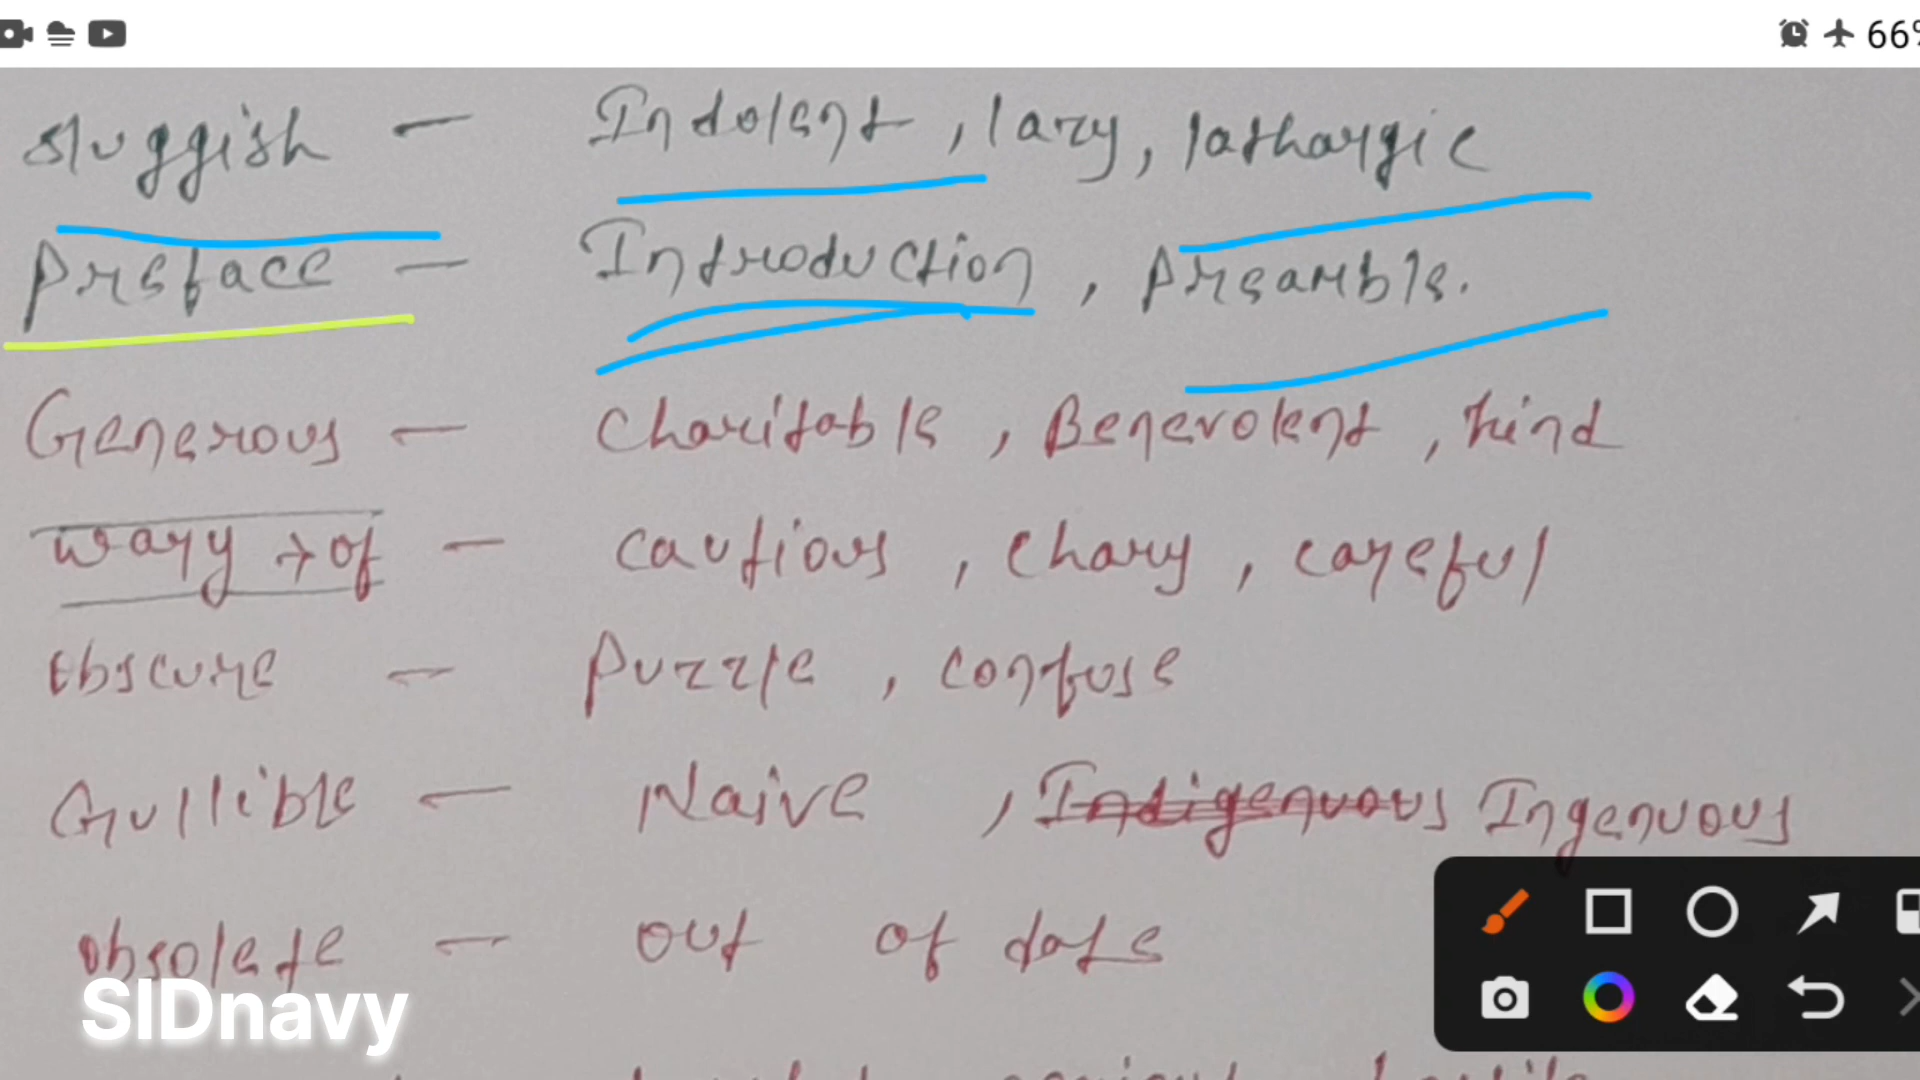 66%
Sluggish - Indolent, lazy, lathargic
Preface - Introduction, Preamble.
Generous - Charitable, Benevolent, kind
Wary → of - cautious, chary, careful
Obscure - Puzzle, confuse
Gullible - Naive, Indigenuous Ingenuous
Obsolete - out of date
SIDnavy